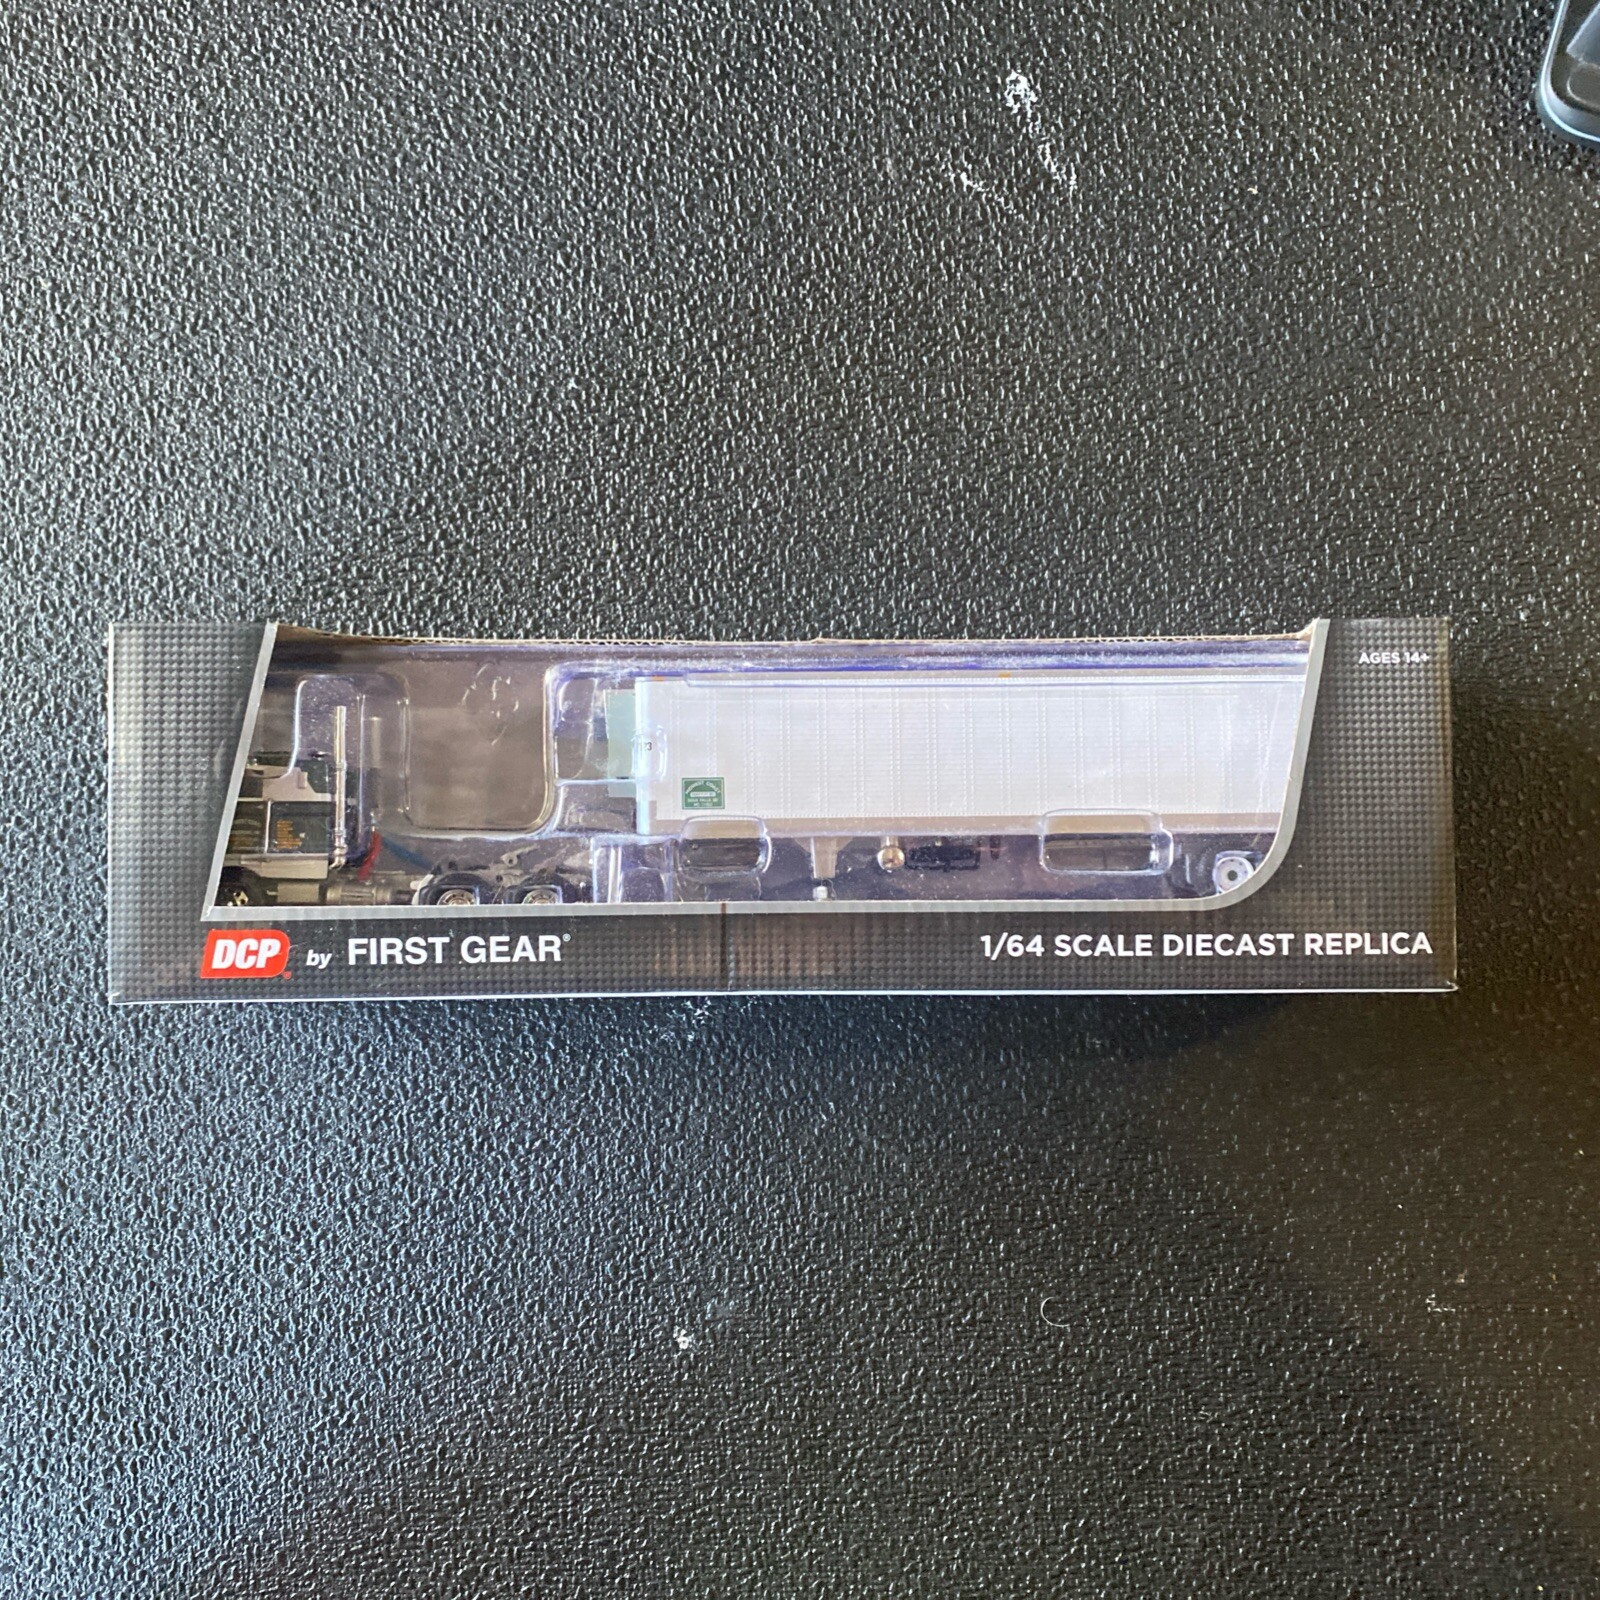 AGES 14+
DCP by FIRST GEAR®
1/64 SCALE DIECAST REPLICA